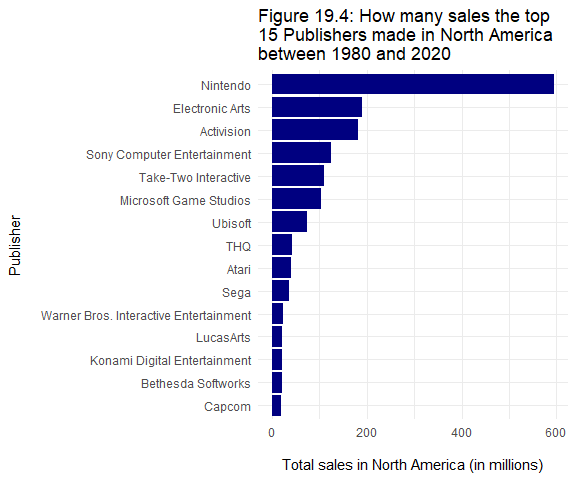 Figure 19.4: How many sales the top
15 Publishers made in North America
between 1980 and 2020
Publisher
Nintendo
Electronic Arts
Activision
Sony Computer Entertainment
Take-Two Interactive
Microsoft Game Studios
Ubisoft
THQ
Atari
Sega
Warner Bros. Interactive Entertainment
LucasArts
Konami Digital Entertainment
Bethesda Softworks
Capcom
0 200 400 600
Total sales in North America (in millions)